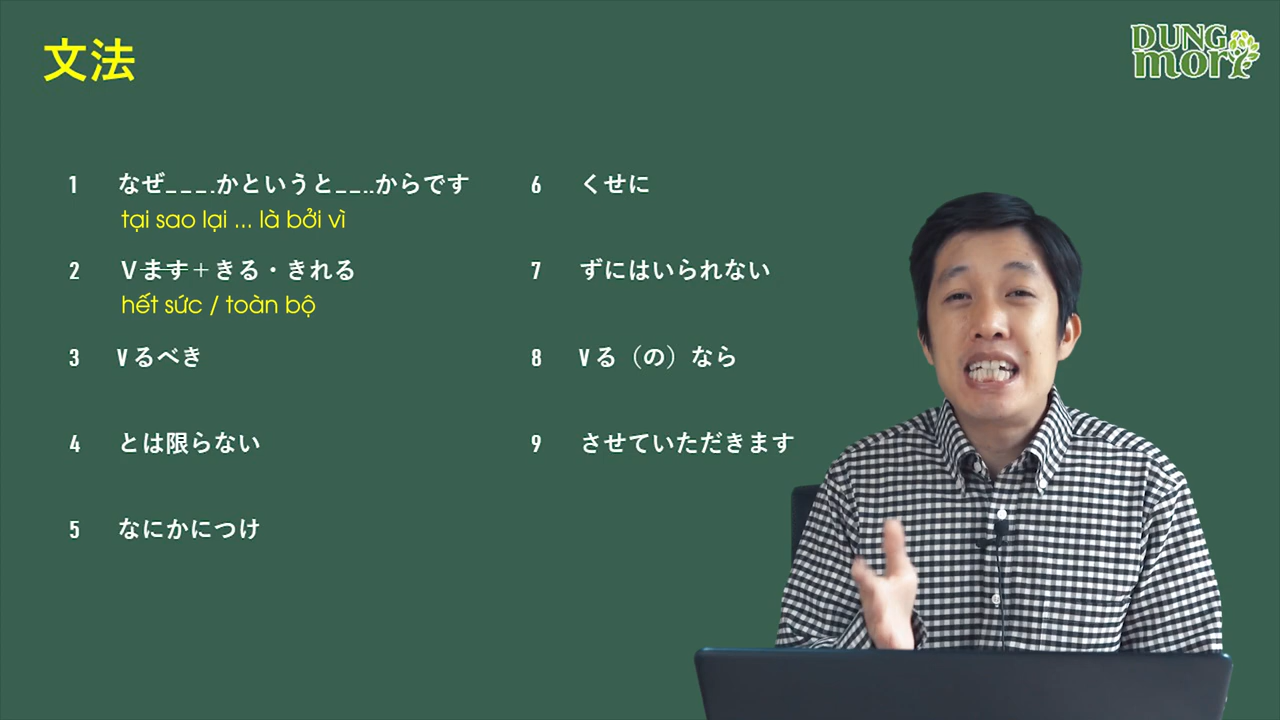 文法
DUNG
mori
1 なぜ_ _ _ .かというと_ _ ..からです
tại sao lại ... là bởi vì
2 Vます+きる・きれる
hết sức / toàn bộ
3 Vるべき
4 とは限らない
5 なにかにつけ
6 くせに
7 ずにはいられない
8 Vる（の）なら
9 させていただきます